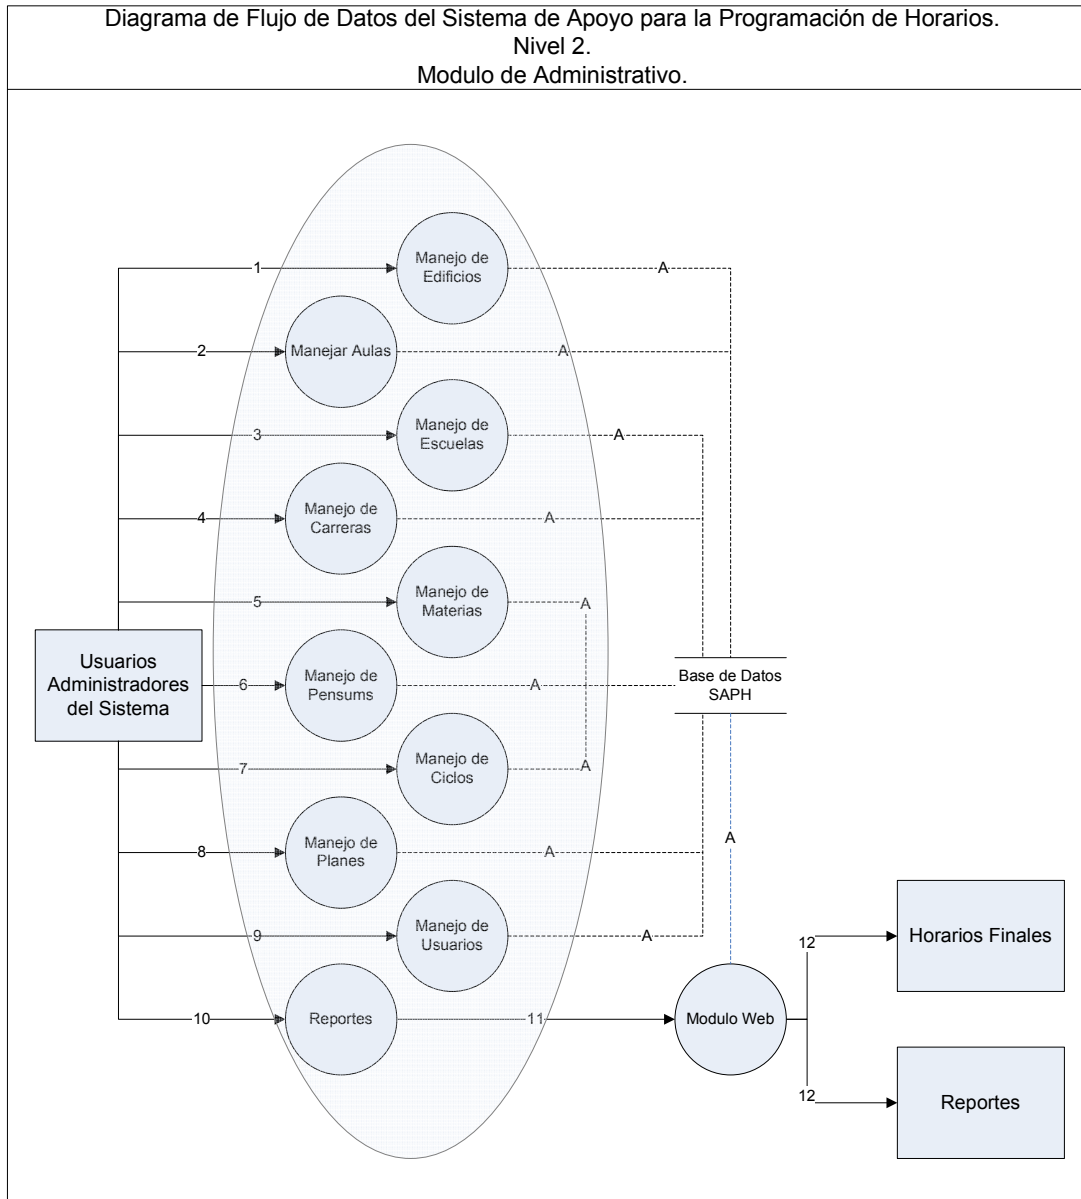 Diagrama de Flujo de Datos del Sistema de Apoyo para la Programación de Horarios.
Nivel 2.
Modulo de Administrativo.
1
Manejo de
Edificios
A
2
Manejar Aulas
A
3
Manejo de
Escuelas
A
4
Manejo de
Carreras
A
5
Manejo de
Materias
A
Usuarios
Administradores
del Sistema
6
Manejo de
Pensums
A
Base de Datos
SAPH
7
Manejo de
Ciclos
A
8
Manejo de
Planes
A
A
9
Manejo de
Usuarios
A
12
Horarios Finales
10
Reportes
11
Modulo Web
12
Reportes